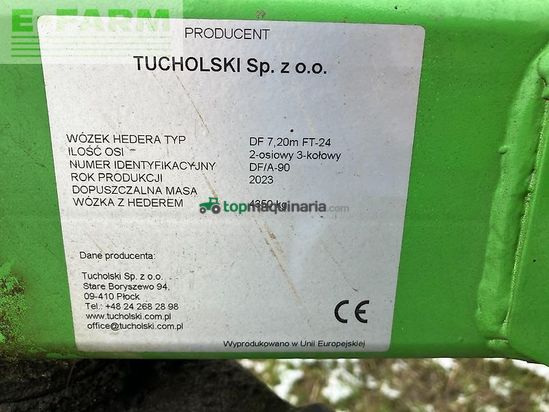 E-FARM
PRODUCENT
TUCHOLSKI Sp. z o.o.
WÓZEK HEDERA TYP DF 7,20m FT-24
ILOŚĆ OSI 2-osiowy 3-kołowy
NUMER IDENTYFIKACYJNY DF/A-90
ROK PRODUKCJI 2023
DOPUSZCZALNA MASA
WÓZKA Z HEDEREM 4350 kg
topmaquinaria.com
Dane producenta:
Tucholski Sp. z o.o.
Stare Boryszewo 94,
09-410 Płock
Tel.: +48 24 268 28 98
www.tucholski.com.pl
office@tucholski.com.pl
CE
Wyprodukowano w Unii Europejskiej